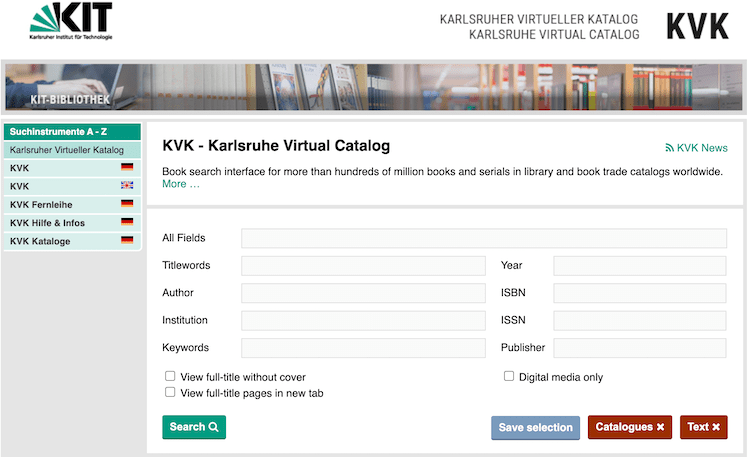 KIT
Karlsruher Institut für Technologie
KARLSRUHER VIRTUELLER KATALOG
KARLSRUHE VIRTUAL CATALOG
KVK
KIT-BIBLIOTHEK
Suchinstrumente A - Z
Karlsruher Virtueller Katalog
KVK
KVK
KVK Fernleihe
KVK Hilfe & Infos
KVK Kataloge
KVK - Karlsruhe Virtual Catalog
KVK News
Book search interface for more than hundreds of million books and serials in library and book trade catalogs worldwide.
More …
All Fields
Titlewords
Year
Author
ISBN
Institution
ISSN
Keywords
Publisher
View full-title without cover
Digital media only
View full-title pages in new tab
Search
Save selection
Catalogues ×
Text ×